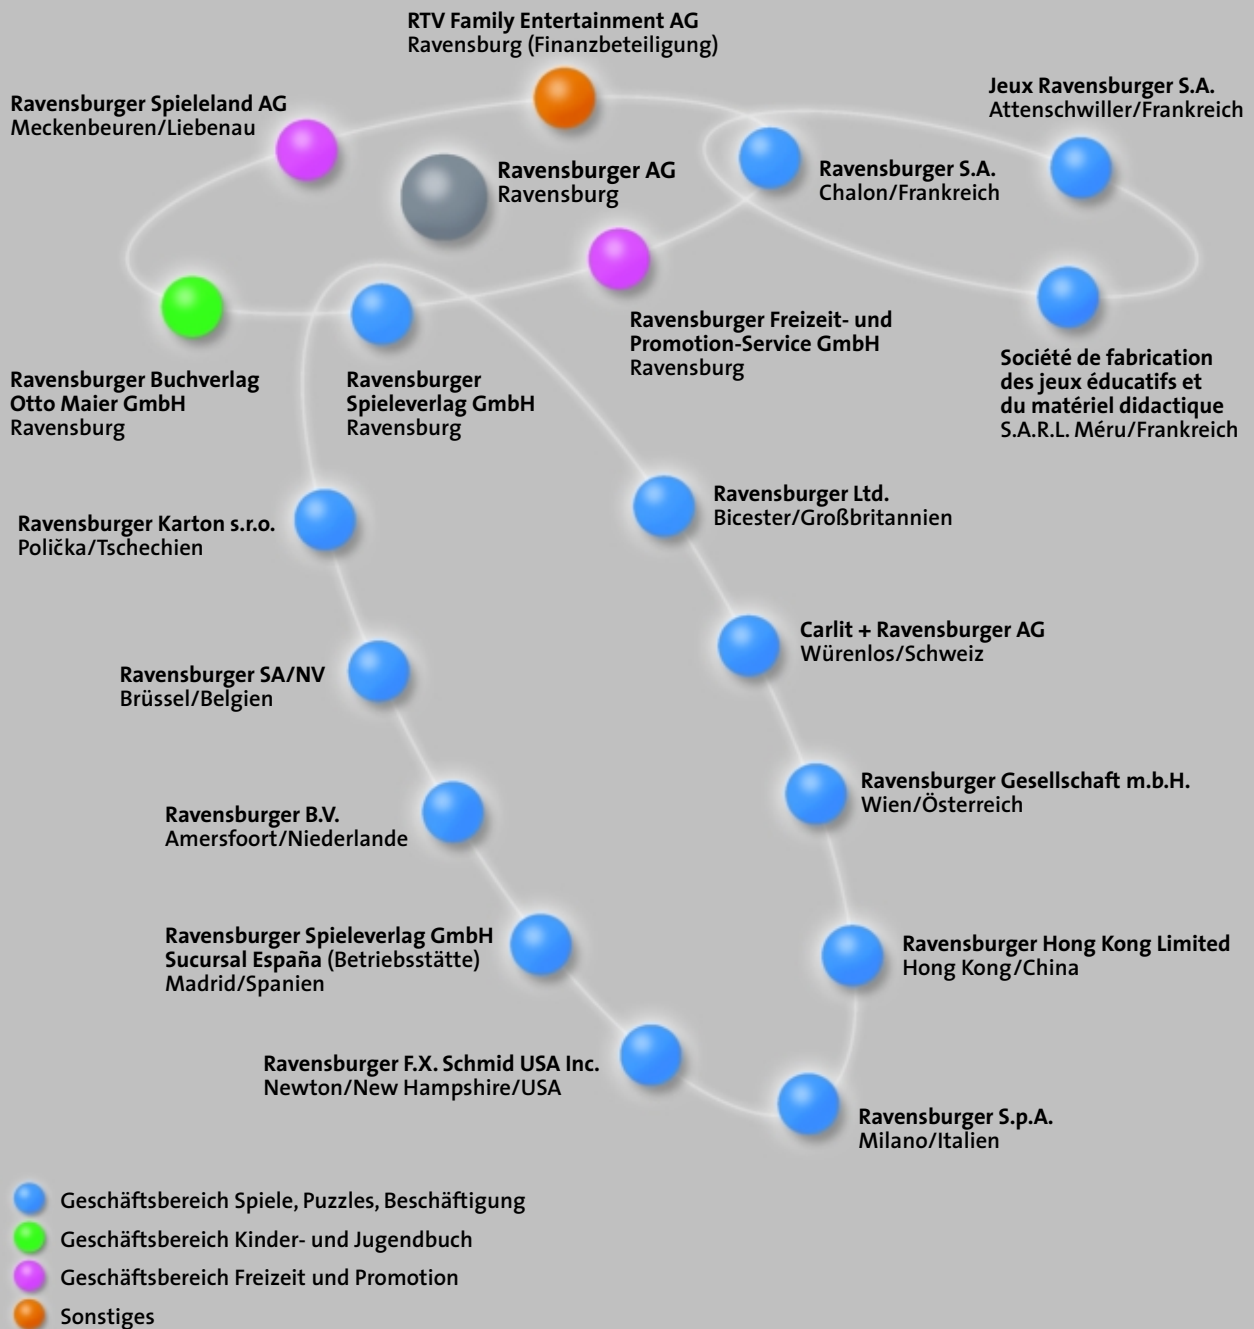 RTV Family Entertainment AG
Ravensburg (Finanzbeteiligung)
Ravensburger Spieleland AG
Meckenbeuren/Liebenau
Jeux Ravensburger S.A.
Attenschwiller/Frankreich
Ravensburger AG
Ravensburg
Ravensburger S.A.
Chalon/Frankreich
Ravensburger Freizeit- und
Promotion-Service GmbH
Ravensburg
Société de fabrication
des jeux éducatifs et
du matériel didactique
S.A.R.L. Méru/Frankreich
Ravensburger Buchverlag
Otto Maier GmbH
Ravensburg
Ravensburger
Spieleverlag GmbH
Ravensburg
Ravensburger Ltd.
Bicester/Großbritannien
Ravensburger Karton s.r.o.
Polička/Tschechien
Carlit + Ravensburger AG
Würenlos/Schweiz
Ravensburger SA/NV
Brüssel/Belgien
Ravensburger Gesellschaft m.b.H.
Wien/Österreich
Ravensburger B.V.
Amersfoort/Niederlande
Ravensburger Spieleverlag GmbH
Sucursal España (Betriebsstätte)
Madrid/Spanien
Ravensburger Hong Kong Limited
Hong Kong/China
Ravensburger F.X. Schmid USA Inc.
Newton/New Hampshire/USA
Ravensburger S.p.A.
Milano/Italien
Geschäftsbereich Spiele, Puzzles, Beschäftigung
Geschäftsbereich Kinder- und Jugendbuch
Geschäftsbereich Freizeit und Promotion
Sonstiges